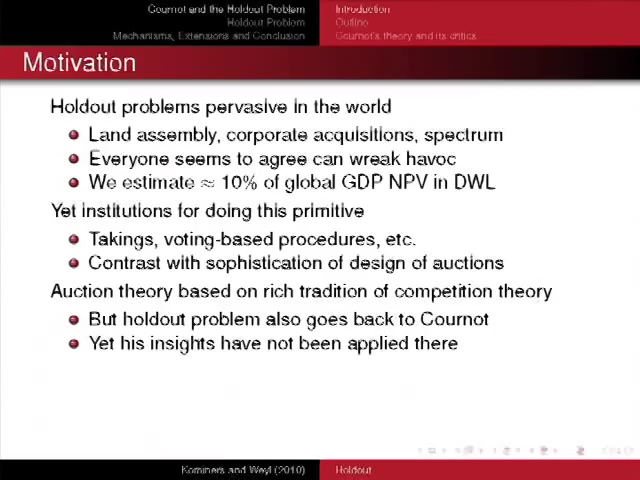 Cournot and the Holdout Problem
Introduction
Holdout Problem
Outline
Mechanisms, Extensions and Conclusion
Cournot's theory and its critics
Motivation
Holdout problems pervasive in the world
Land assembly, corporate acquisitions, spectrum
Everyone seems to agree can wreak havoc
We estimate ≈ 10% of global GDP NPV in DWL
Yet institutions for doing this primitive
Takings, voting-based procedures, etc.
Contrast with sophistication of design of auctions
Auction theory based on rich tradition of competition theory
But holdout problem also goes back to Cournot
Yet his insights have not been applied there
Kominers and Weyl (2010)
Holdout